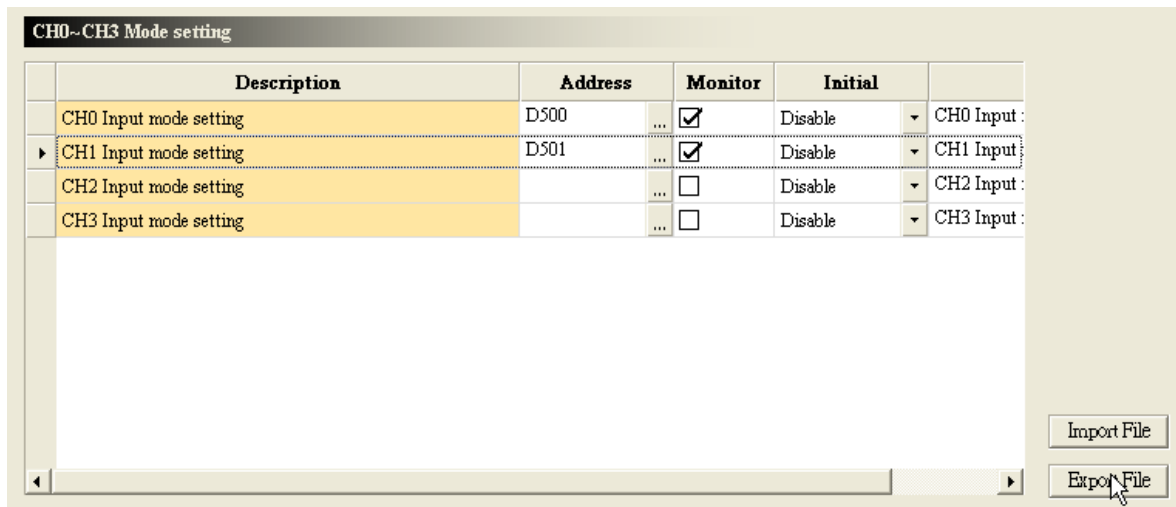 CH0~CH3 Mode setting
Description Address Monitor Initial
CH0 Input mode setting D500 ... Disable CH0 Input :
CH1 Input mode setting D501 ... Disable CH1 Input :
CH2 Input mode setting ... Disable CH2 Input :
CH3 Input mode setting ... Disable CH3 Input :
Import File
Export File